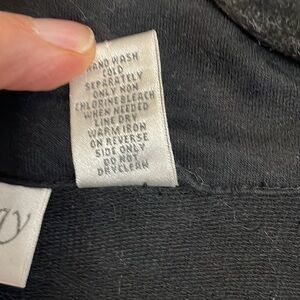 HAND WASH
COLD
SEPARATELY
ONLY NON
CHLORINE BLEACH
WHEN NEEDED
LINE DRY
WARM IRON
ON REVERSE
SIDE ONLY
DO NOT
DRYCLEAN